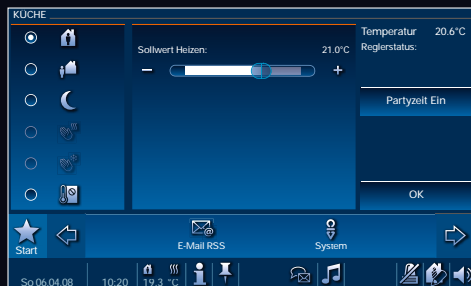 KÜCHE
Temperatur 20.6°C
Reglerstatus:
Sollwert Heizen: 21.0°C
Partyzeit Ein
OK
Start
E-Mail RSS
System
So 06.04.08 10:20 19.3 °C